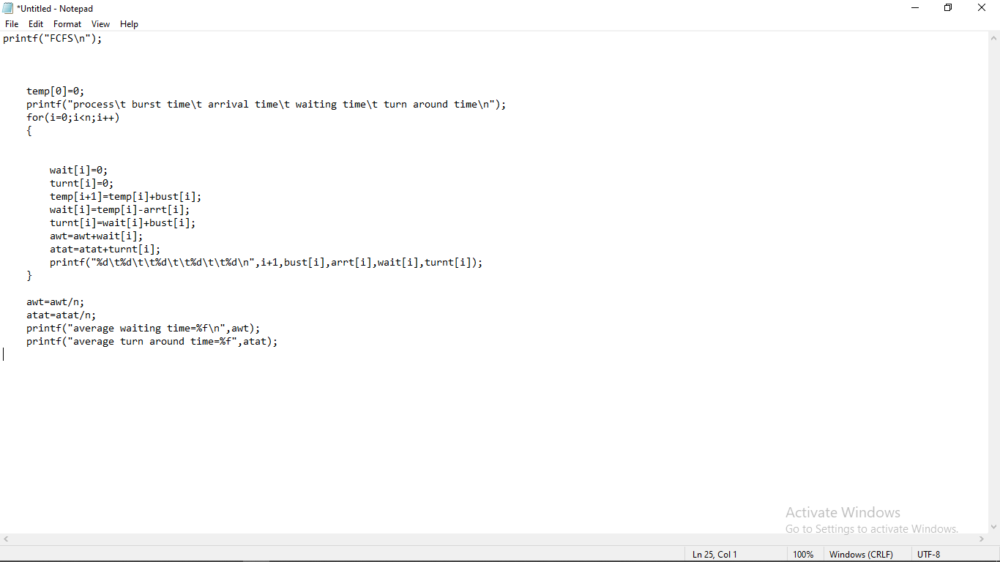 *Untitled - Notepad
File Edit Format View Help
printf("FCFS\n");
temp[0]=0;
printf("process\t burst time\t arrival time\t waiting time\t turn around time\n");
for(i=0;i<n;i++)
{
wait[i]=0;
turnt[i]=0;
temp[i+1]=temp[i]+bust[i];
wait[i]=temp[i]-arrt[i];
turnt[i]=wait[i]+bust[i];
awt=awt+wait[i];
atat=atat+turnt[i];
printf("%d\t%d\t\t%d\t\t%d\t\t%d\n",i+1,bust[i],arrt[i],wait[i],turnt[i]);
}
awt=awt/n;
atat=atat/n;
printf("average waiting time=%f\n",awt);
printf("average turn around time=%f",atat);
Activate Windows
Go to Settings to activate Windows.
Ln 25, Col 1 100% Windows (CRLF) UTF-8